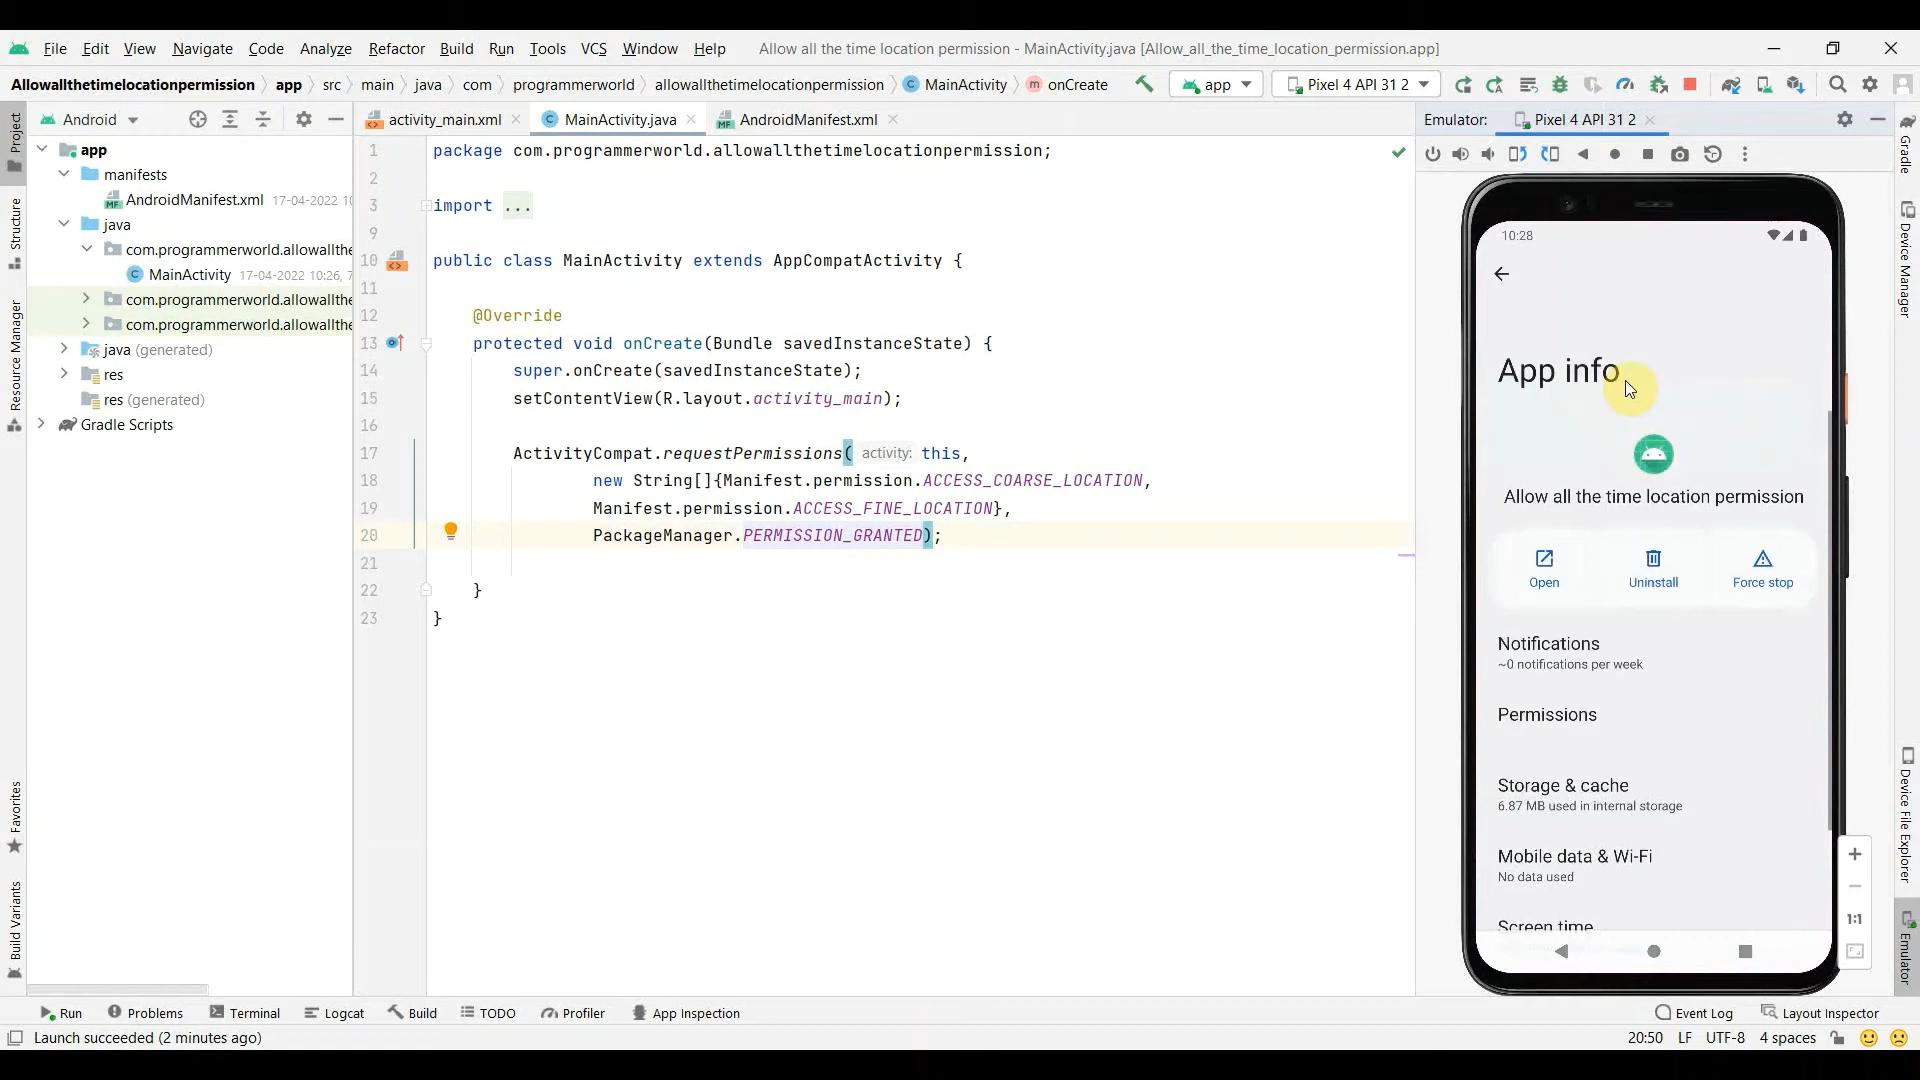 File Edit View Navigate Code Analyze Refactor Build Run Tools VCS Window Help Allow all the time location permission - MainActivity.java [Allow_all_the_time_location_permission.app]
Allowallthetimelocationpermission app src main java com programmerworld allowallthetimelocationpermission MainActivity onCreate app Pixel 4 API 31 2
Project
Structure
Resource Manager
Favorites
Build Variants
Android
app
manifests
AndroidManifest.xml 17-04-2022 10
java
com.programmerworld.allowallthe
MainActivity 17-04-2022 10:26, 7
com.programmerworld.allowallthe
com.programmerworld.allowallthe
java (generated)
res
res (generated)
Gradle Scripts
activity_main.xml MainActivity.java AndroidManifest.xml
1 package com.programmerworld.allowallthetimelocationpermission;
2
3 import ...
9
10 public class MainActivity extends AppCompatActivity {
11
12 @Override
13 protected void onCreate(Bundle savedInstanceState) {
14 super.onCreate(savedInstanceState);
15 setContentView(R.layout.activity_main);
16
17 ActivityCompat.requestPermissions( activity: this,
18 new String[]{Manifest.permission.ACCESS_COARSE_LOCATION,
19 Manifest.permission.ACCESS_FINE_LOCATION},
20 PackageManager.PERMISSION_GRANTED);
21
22 }
23 }
Emulator: Pixel 4 API 31 2
10:28
App info
Allow all the time location permission
Open Uninstall Force stop
Notifications
~0 notifications per week
Permissions
Storage & cache
6.87 MB used in internal storage
Mobile data & Wi-Fi
No data used
Screen time
1:1
Gradle
Device Manager
Device File Explorer
Emulator
Run Problems Terminal Logcat Build TODO Profiler App Inspection Event Log Layout Inspector
Launch succeeded (2 minutes ago) 20:50 LF UTF-8 4 spaces